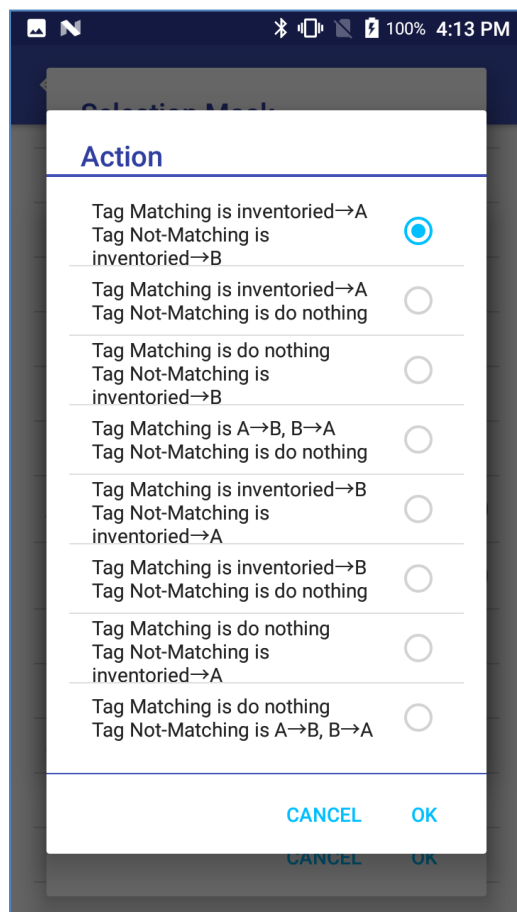 100% 4:13 PM
Selection Mask
Action
Tag Matching is inventoried→A
Tag Not-Matching is
inventoried→B
Tag Matching is inventoried→A
Tag Not-Matching is do nothing
Tag Matching is do nothing
Tag Not-Matching is
inventoried→B
Tag Matching is A→B, B→A
Tag Not-Matching is do nothing
Tag Matching is inventoried→B
Tag Not-Matching is
inventoried→A
Tag Matching is inventoried→B
Tag Not-Matching is do nothing
Tag Matching is do nothing
Tag Not-Matching is
inventoried→A
Tag Matching is do nothing
Tag Not-Matching is A→B, B→A
CANCEL OK
CANCEL OK